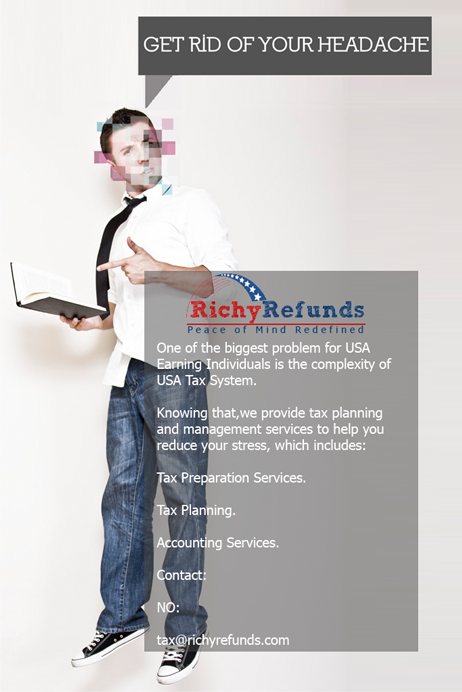 GET RID OF YOUR HEADACHE
RichyRefunds
Peace of Mind Redefined
One of the biggest problem for USA
Earning Individuals is the complexity of
USA Tax System.
Knowing that,we provide tax planning
and management services to help you
reduce your stress, which includes:
Tax Preparation Services.
Tax Planning.
Accounting Services.
Contact:
NO:
tax@richyrefunds.com